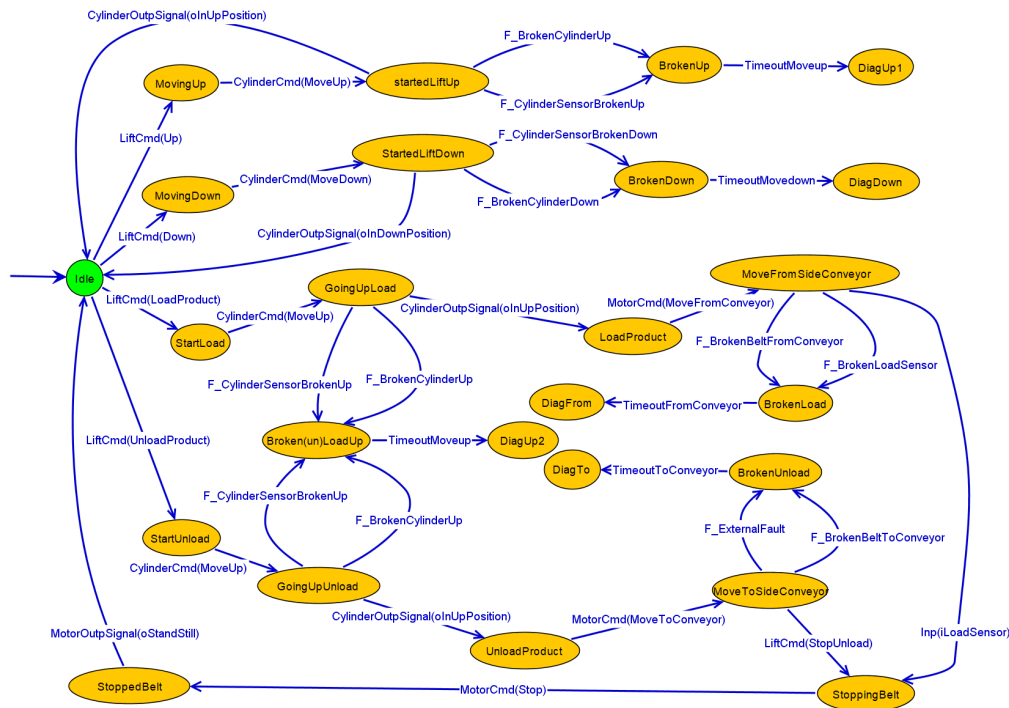 CylinderOutpSignal(oInUpPosition)
F_BrokenCylinderUp
MovingUp
CylinderCmd(MoveUp)
startedLiftUp
BrokenUp
TimeoutMoveup
DiagUp1
F_CylinderSensorBrokenUp
LiftCmd(Up)
F_CylinderSensorBrokenDown
StartedLiftDown
MovingDown
CylinderCmd(MoveDown)
BrokenDown
TimeoutMovedown
DiagDown
F_BrokenCylinderDown
LiftCmd(Down)
CylinderOutpSignal(oInDownPosition)
Idle
MoveFromSideConveyor
GoingUpLoad
LiftCmd(LoadProduct)
CylinderCmd(MoveUp)
CylinderOutpSignal(oInUpPosition)
MotorCmd(MoveFromConveyor)
StartLoad
LoadProduct
F_BrokenBeltFromConveyor
F_BrokenLoadSensor
F_CylinderSensorBrokenUp
F_BrokenCylinderUp
DiagFrom
TimeoutFromConveyor
BrokenLoad
LiftCmd(UnloadProduct)
Broken(un)LoadUp
TimeoutMoveup
DiagUp2
DiagTo
TimeoutToConveyor
BrokenUnload
F_CylinderSensorBrokenUp
F_BrokenCylinderUp
F_ExternalFault
F_BrokenBeltToConveyor
StartUnload
CylinderCmd(MoveUp)
GoingUpUnload
MoveToSideConveyor
CylinderOutpSignal(oInUpPosition)
MotorCmd(MoveToConveyor)
MotorOutpSignal(oStandStill)
UnloadProduct
LiftCmd(StopUnload)
Inp(iLoadSensor)
StoppedBelt
MotorCmd(Stop)
StoppingBelt